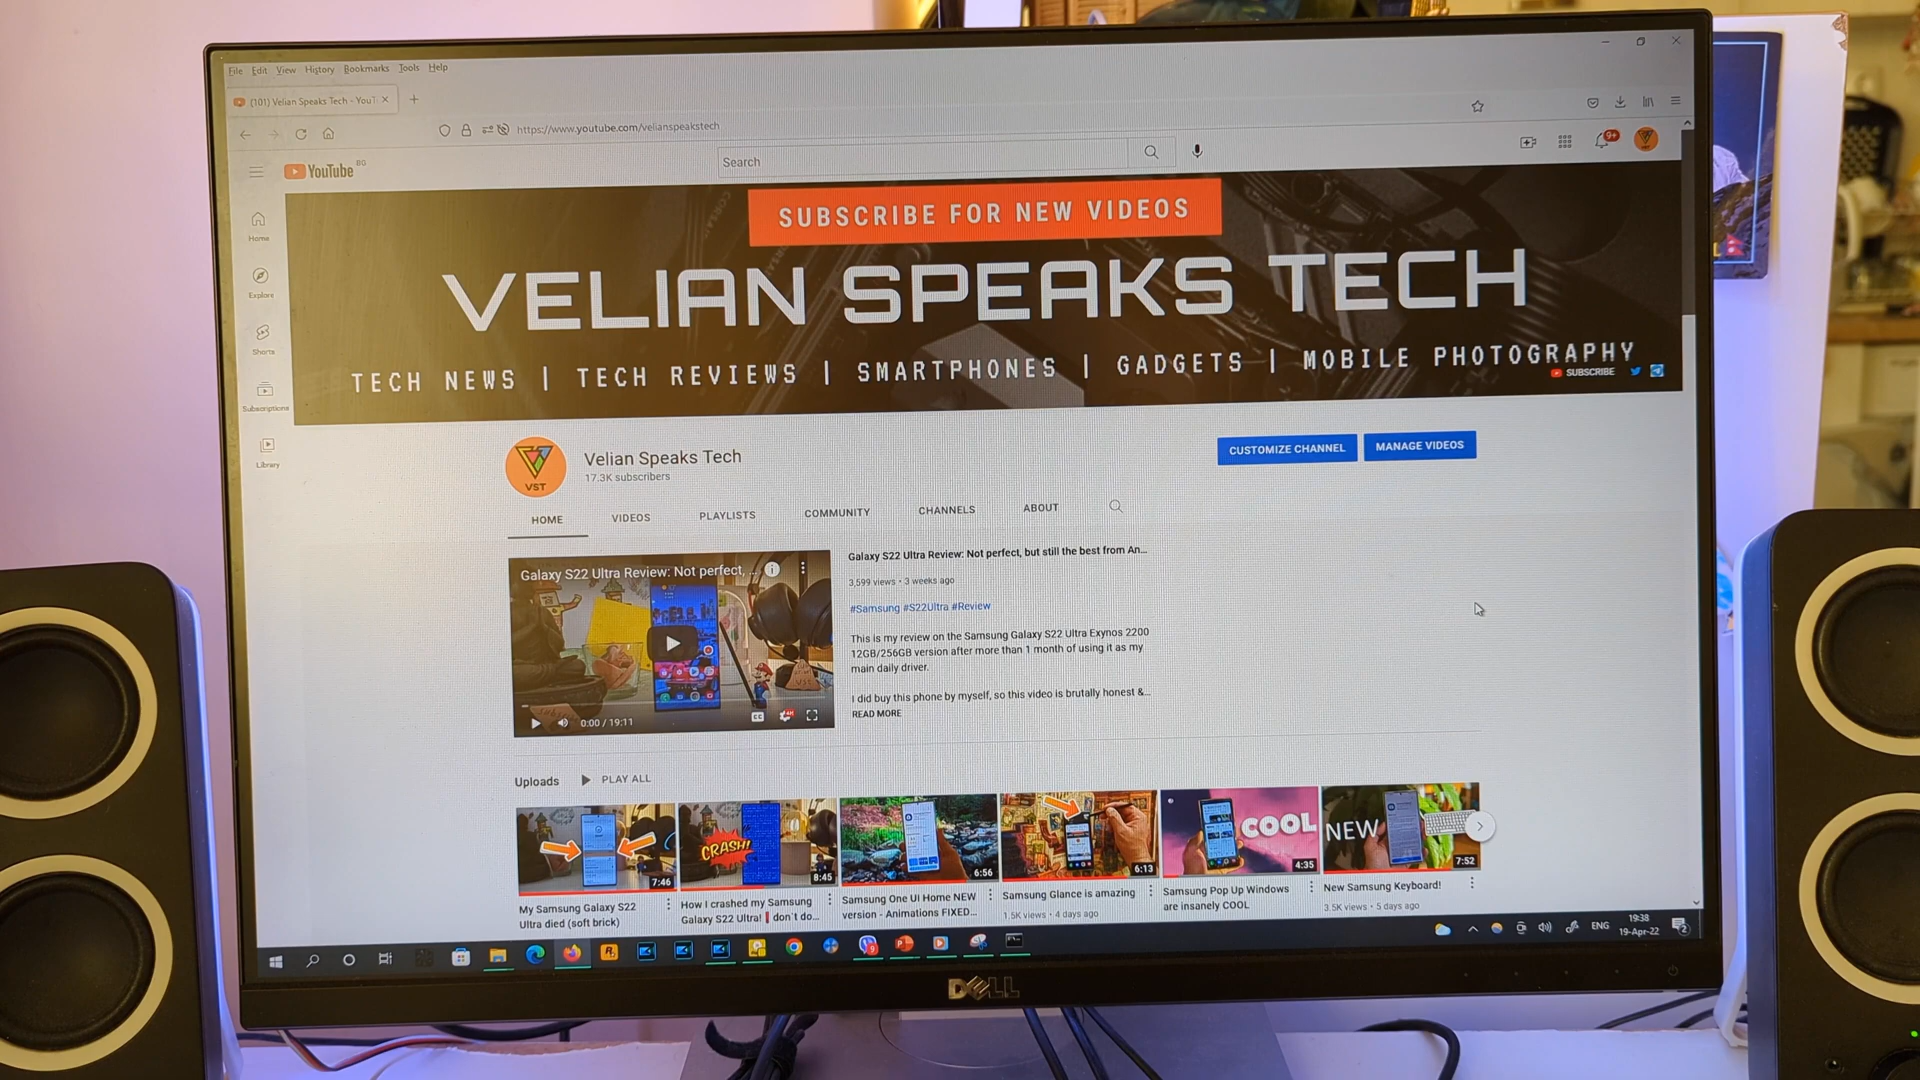 File Edit View History Bookmarks Tools Help
(101) Velian Speaks Tech - YouT
https://www.youtube.com/velianspeakstech
YouTube BG
Search
9+
SUBSCRIBE FOR NEW VIDEOS
VELIAN SPEAKS TECH
TECH NEWS | TECH REVIEWS | SMARTPHONES | GADGETS | MOBILE PHOTOGRAPHY
SUBSCRIBE
Home
Explore
Shorts
Subscriptions
Library
VST
Velian Speaks Tech
17.3K subscribers
CUSTOMIZE CHANNEL
MANAGE VIDEOS
HOME VIDEOS PLAYLISTS COMMUNITY CHANNELS ABOUT
Galaxy S22 Ultra Review: Not perfect, ...
0:00 / 19:11
Galaxy S22 Ultra Review: Not perfect, but still the best from An...
3,599 views • 3 weeks ago
#Samsung #S22Ultra #Review
This is my review on the Samsung Galaxy S22 Ultra Exynos 2200
12GB/256GB version after more than 1 month of using it as my
main daily driver.
I did buy this phone by myself, so this video is brutally honest &...
READ MORE
Uploads PLAY ALL
7:46
CRASH!
8:45
6:56
6:13
COOL
4:35
NEW
7:52
My Samsung Galaxy S22
Ultra died (soft brick)
How I crashed my Samsung
Galaxy S22 Ultra! don't do...
Samsung One UI Home NEW
version - Animations FIXED...
Samsung Glance is amazing
1.5K views • 4 days ago
Samsung Pop Up Windows
are insanely COOL
New Samsung Keyboard!
3.5K views • 5 days ago
ENG
19:38
19-Apr-22
2
DELL